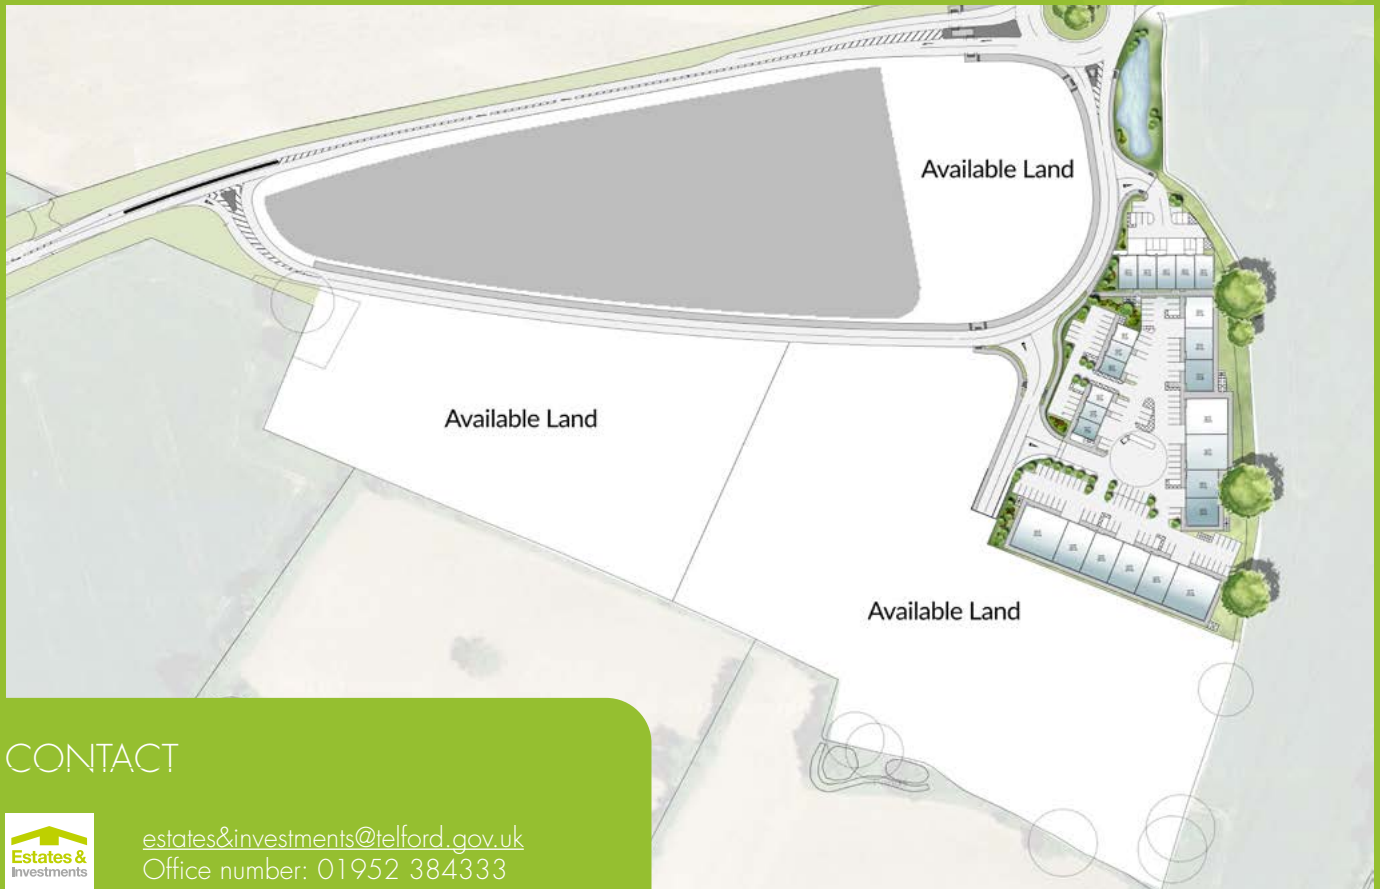 Available Land
Available Land
Available Land
CONTACT
Estates &
Investments
estates&investments@telford.gov.uk
Office number: 01952 384333